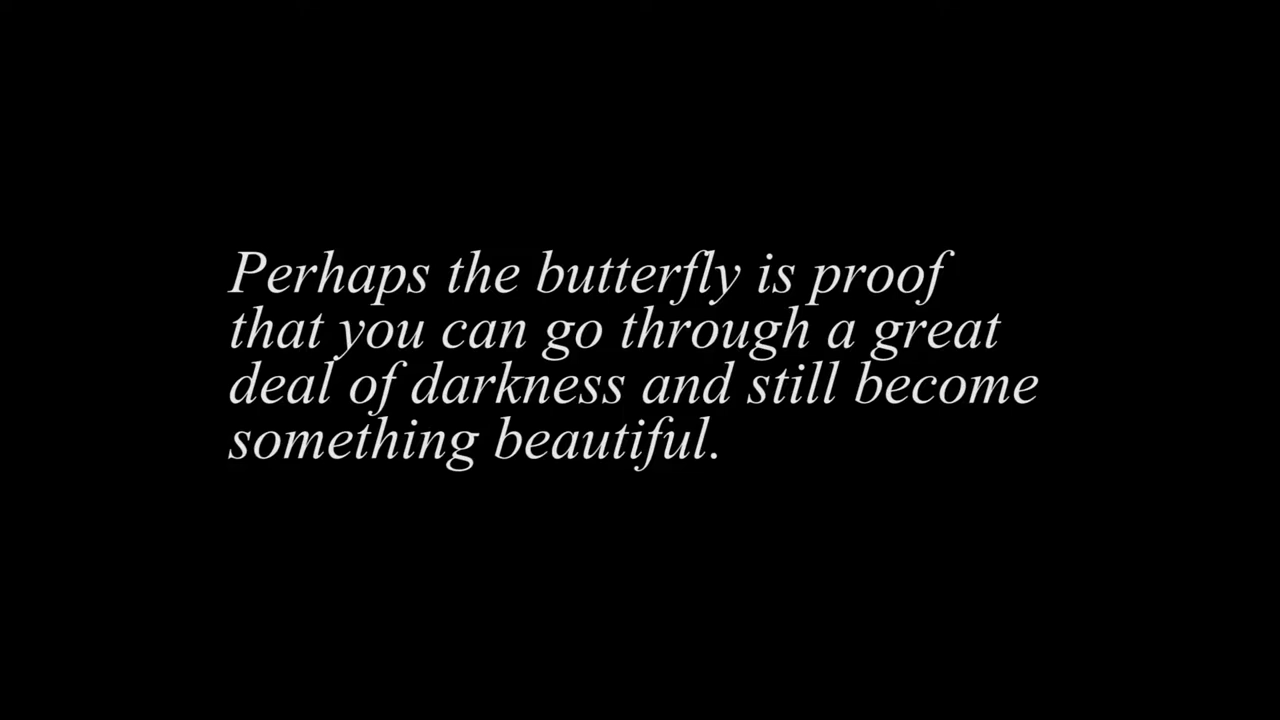 Perhaps the butterfly is proof
that you can go through a great
deal of darkness and still become
something beautiful.